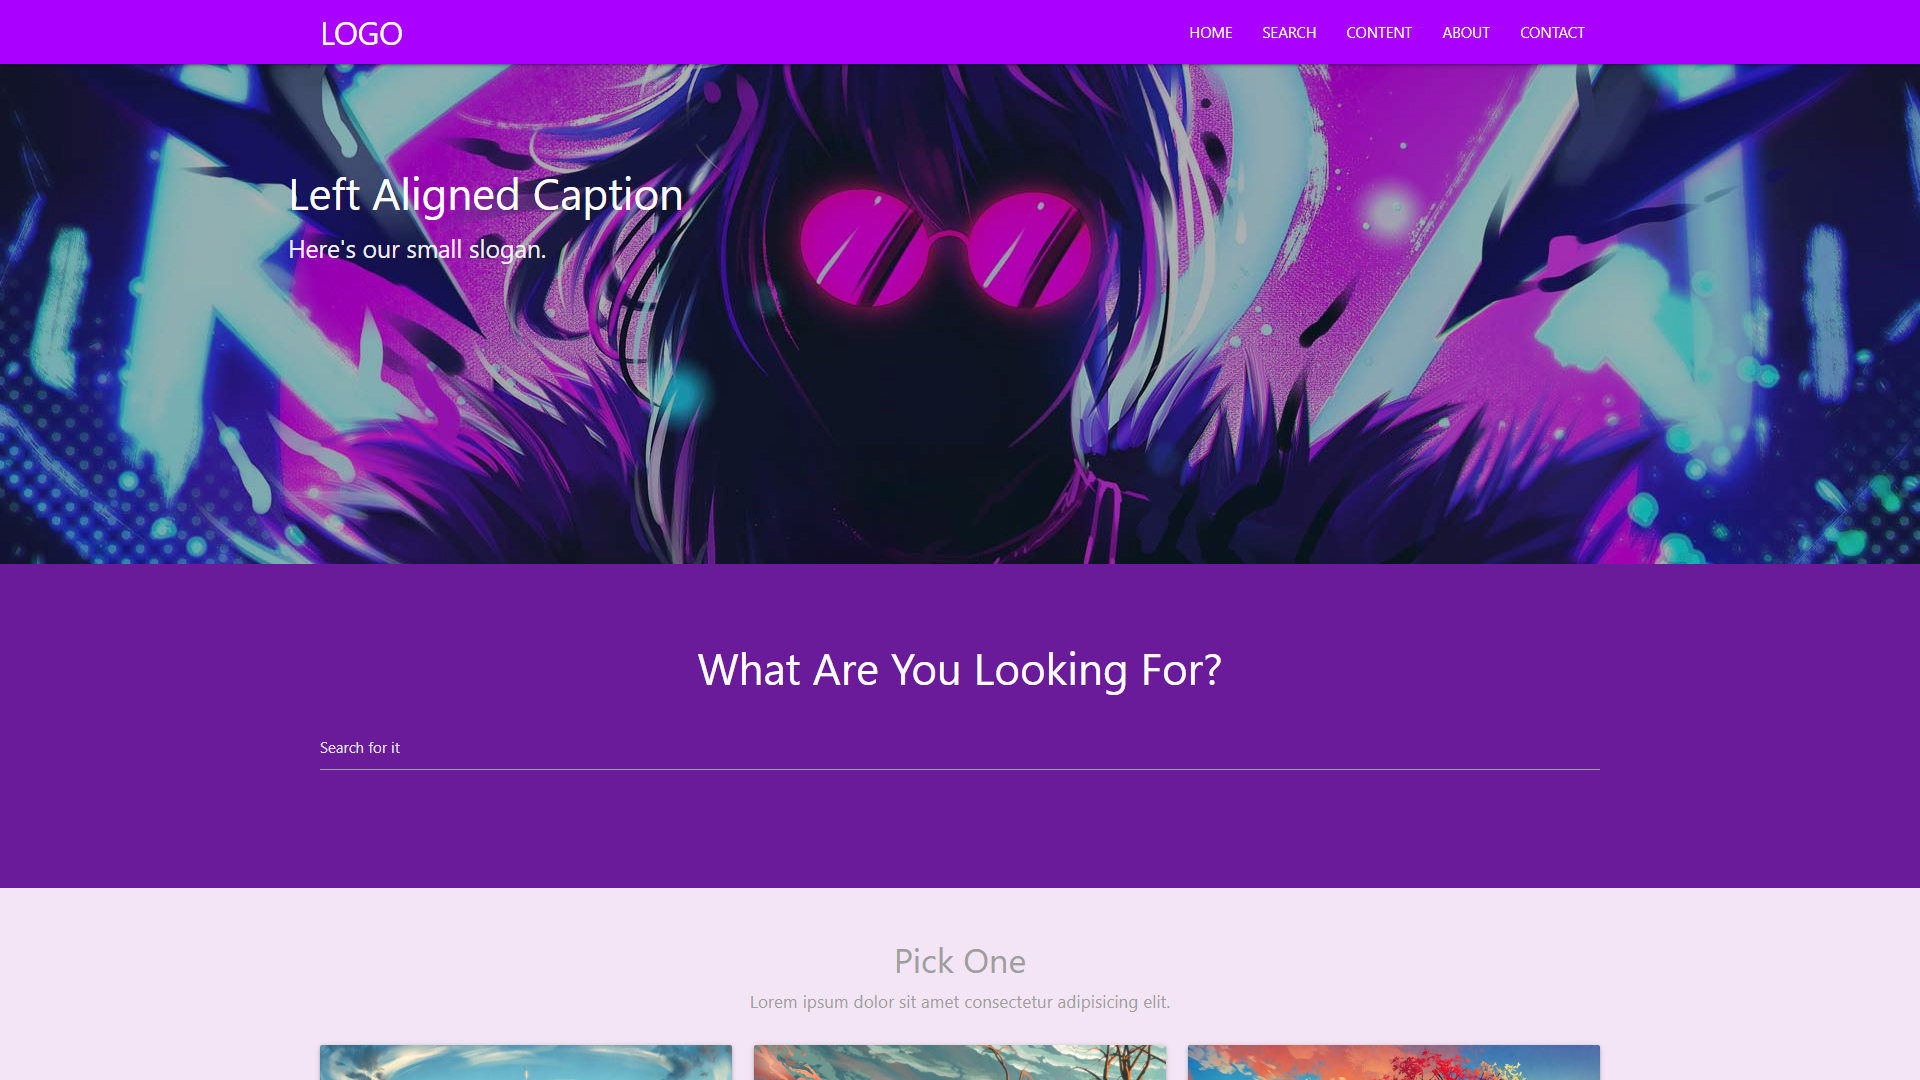 LOGO
HOME SEARCH CONTENT ABOUT CONTACT
Left Aligned Caption
Here's our small slogan.
What Are You Looking For?
Search for it
Pick One
Lorem ipsum dolor sit amet consectetur adipisicing elit.